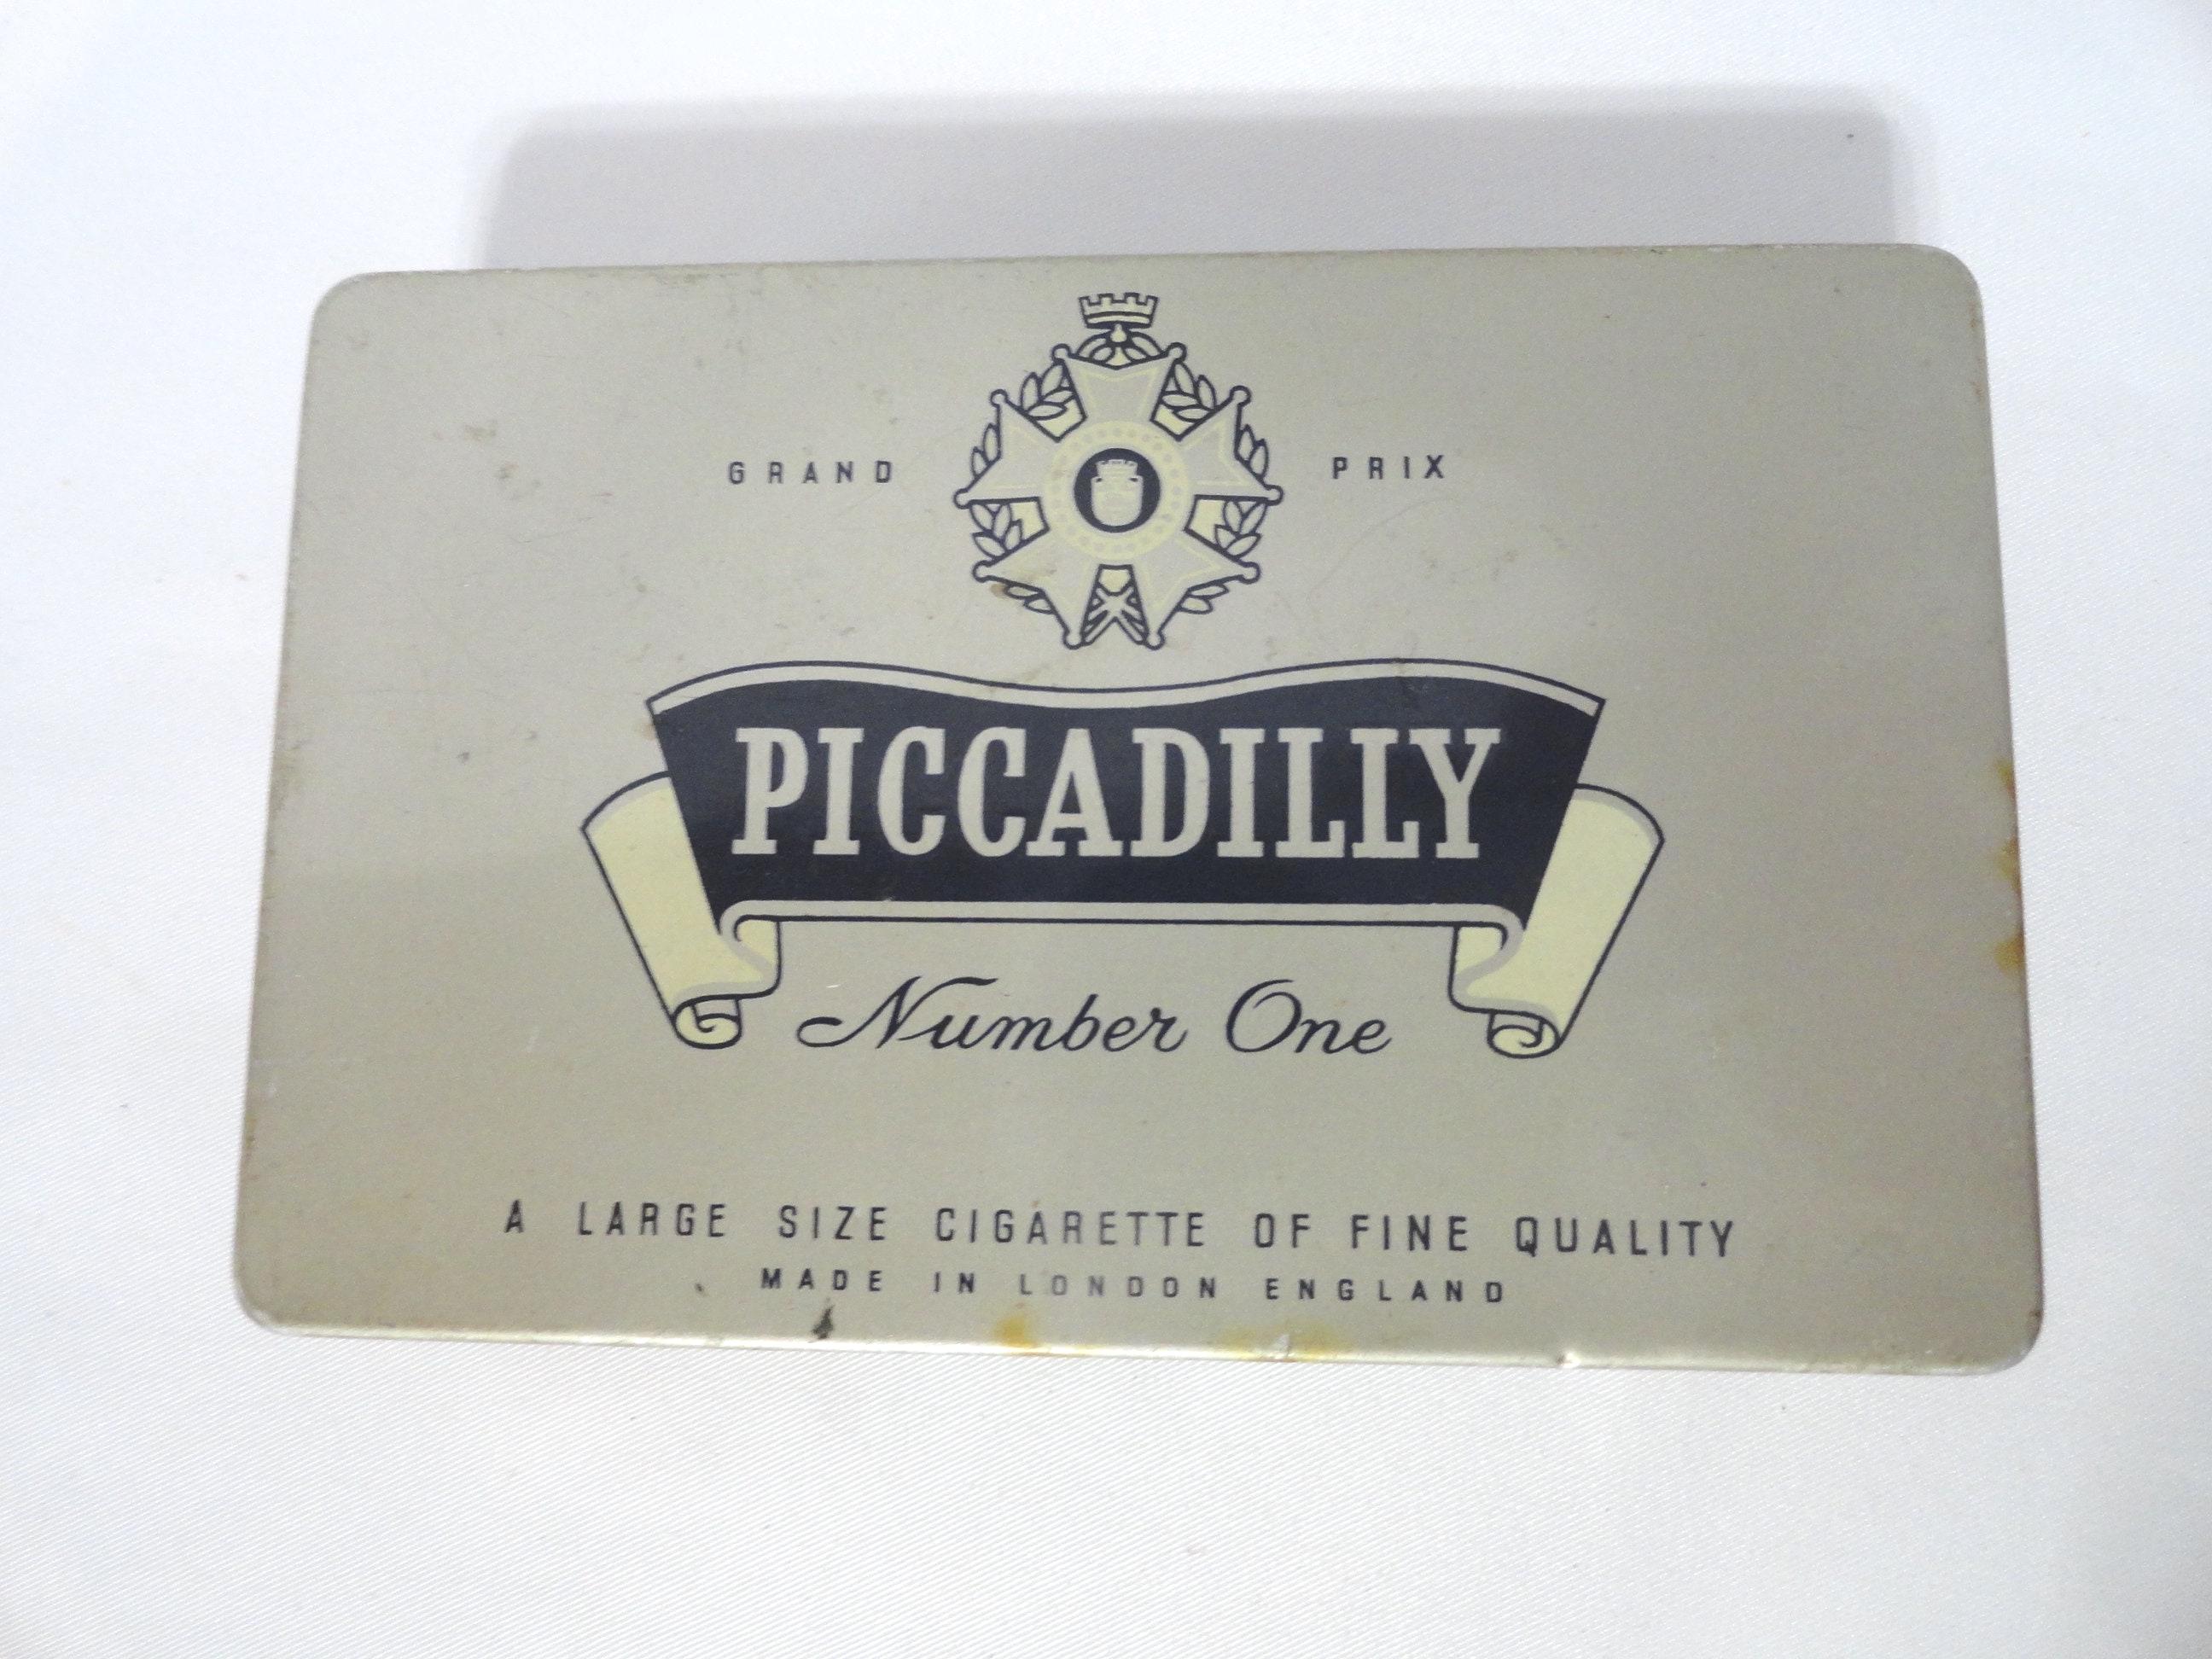 GRAND PRIX
PICCADILLY
Number One
A LARGE SIZE CIGARETTE OF FINE QUALITY
MADE IN LONDON ENGLAND